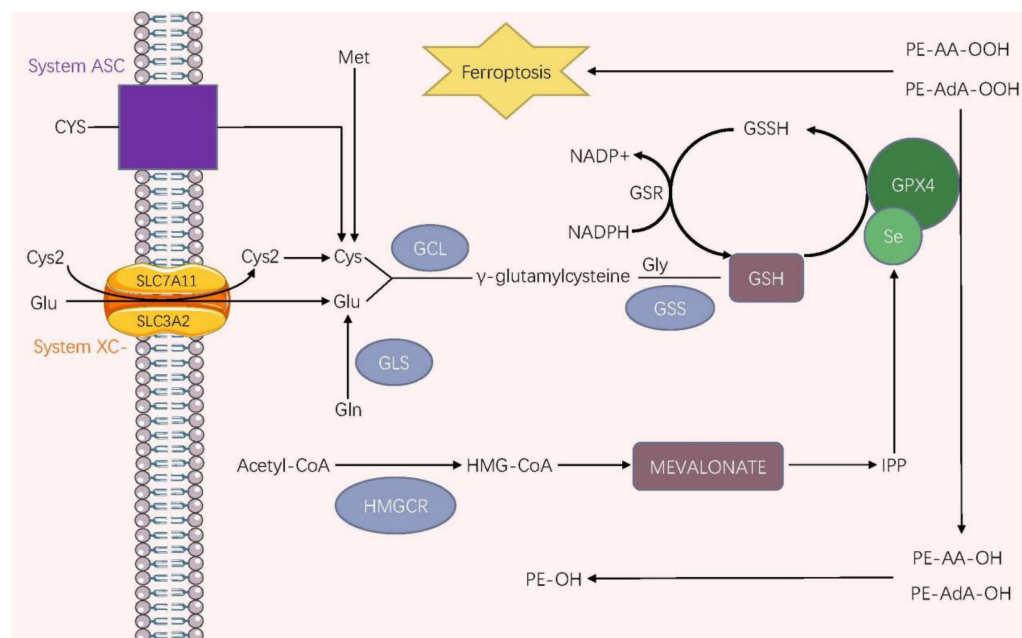 System ASC
CYS
Met
Ferroptosis
PE-AA-OOH
PE-AdA-OOH
GSSH
NADP+
GSR
NADPH
GPX4
Se
Cys2
Glu
SLC7A11
SLC3A2
System XC-
Cys2
Cys
Glu
GCL
γ-glutamylcysteine
Gly
GSS
GSH
GLS
Gln
Acetyl-CoA
HMGCR
HMG-CoA
MEVALONATE
IPP
PE-AA-OH
PE-AdA-OH
PE-OH